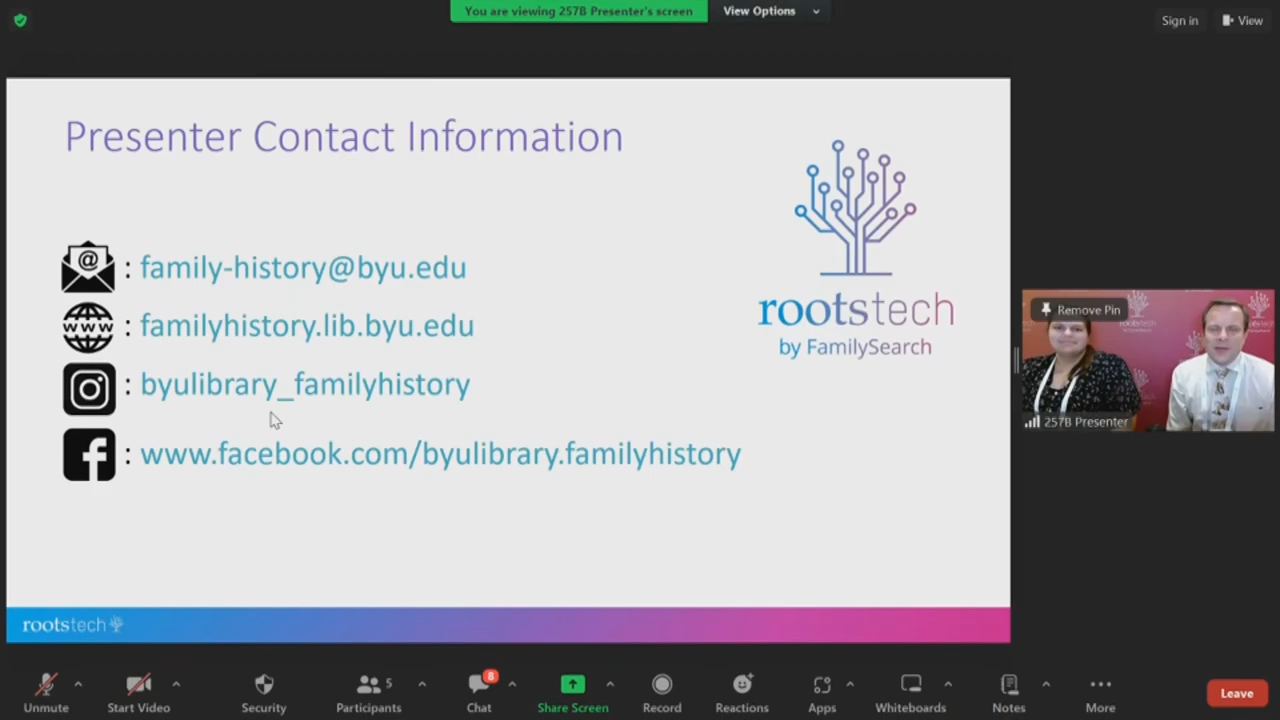 You are viewing 257B Presenter's screen
View Options
Sign in
View
Presenter Contact Information
@ : family-history@byu.edu
www : familyhistory.lib.byu.edu
: byulibrary_familyhistory
f : www.facebook.com/byulibrary.familyhistory
rootstech
by FamilySearch
Remove Pin
257B Presenter
rootstech
Unmute
Start Video
Security
5
Participants
8
Chat
Share Screen
Record
Reactions
Apps
Whiteboards
Notes
More
Leave